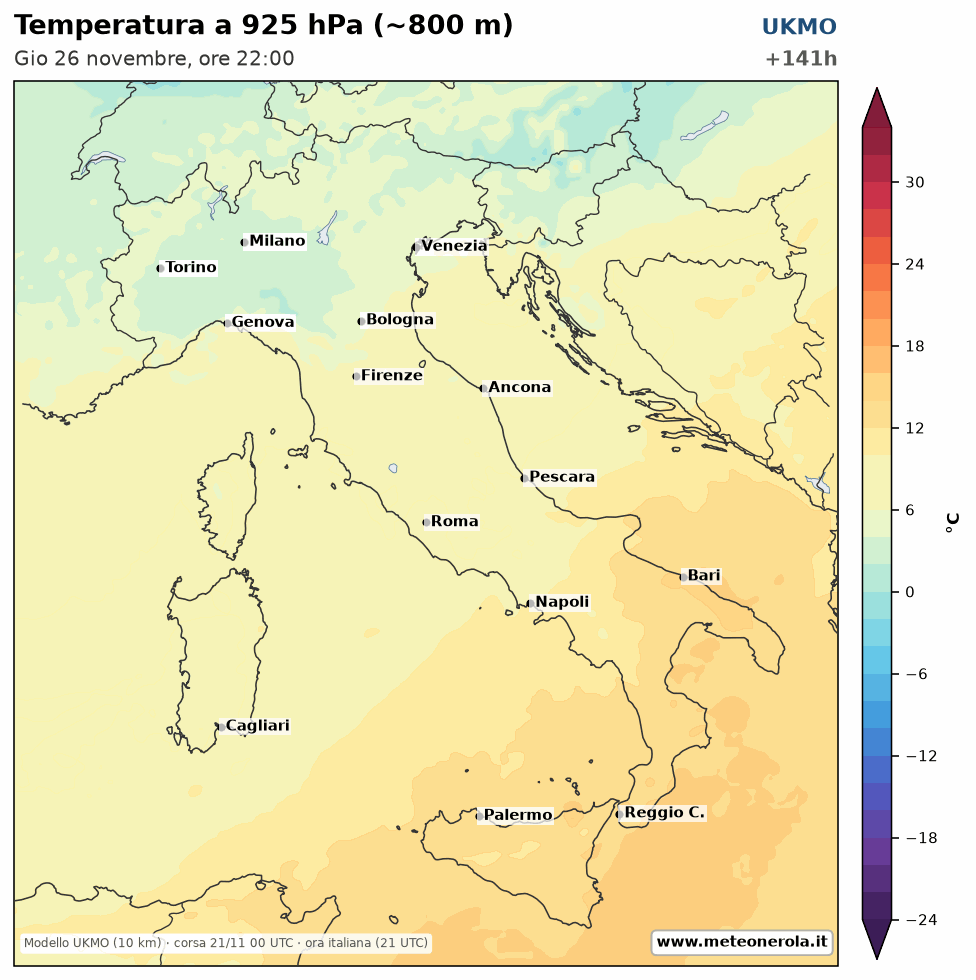 Temperatura a 925 hPa (~800 m)
UKMO
Gio 26 novembre, ore 22:00
+141h
Milano
Venezia
Torino
Genova
Bologna
Firenze
Ancona
Pescara
Roma
Bari
Napoli
Cagliari
Palermo
Reggio C.
30
24
18
12
6
0
−6
−12
−18
−24
°C
Modello UKMO (10 km) · corsa 21/11 00 UTC · ora italiana (21 UTC)
www.meteonerola.it